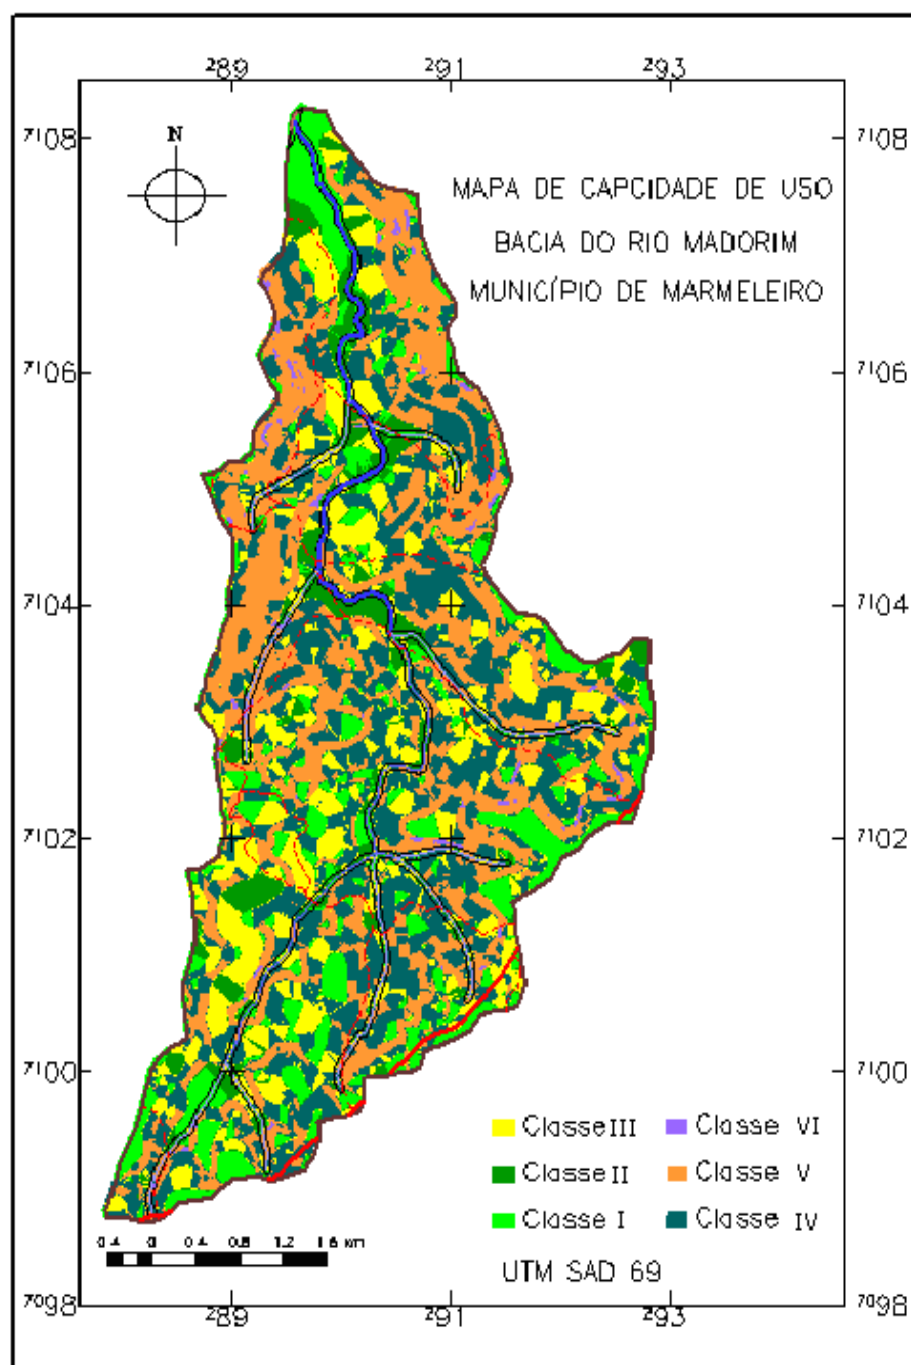 289 291 293
7108 7108
N
MAPA DE CAPCIDADE DE USO
BACIA DO RIO MADORIM
MUNICÍPIO DE MARMELEIRO
7106 7106
7104 7104
7102 7102
7100 7100
Classe III Classe VI
Classe II Classe V
Classe I Classe IV
0.4 0 0.4 0.8 1.2 1.6 km
UTM SAD 69
7098 7098
289 291 293